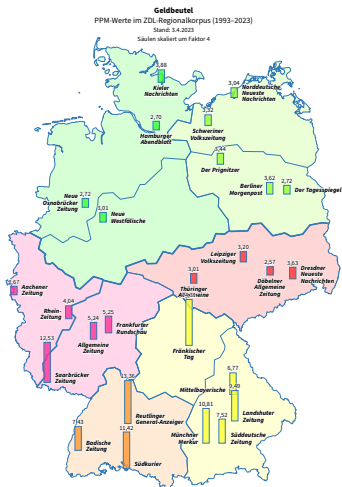 Geldbeutel
PPM-Werte im ZDL-Regionalkorpus (1993–2023)
Stand: 3.4.2023
Säulen skaliert um Faktor 4
3,88
Kieler
Nachrichten
3,04
Norddeutsche
Neueste
Nachrichten
2,70
Hamburger
Abendblatt
Schweriner
Volkszeitung
3,44
Der Prignitzer
Berliner
Morgenpost
3,62
2,72
Der Tagesspiegel
Neue
Osnabrücker
Zeitung
2,72
3,01
Neue
Westfälische
Leipziger
Volkszeitung
3,20
2,57
Döbelner
Allgemeine
Zeitung
3,63
Dresdner
Neueste
Nachrichten
3,01
Thüringer
Allgemeine
Aachener
Zeitung
Rhein-
Zeitung
4,04
5,24
Allgemeine
Zeitung
5,25
Frankfurter
Rundschau
Fränkischer
Tag
12,53
Saarbrücker
Zeitung
13,36
Reutlinger
General-Anzeiger
7,43
Badische
Zeitung
11,42
Südkurier
Mittelbayerische
6,77
9,49
Landshuter
Zeitung
10,81
Münchner
Merkur
7,52
Süddeutsche
Zeitung